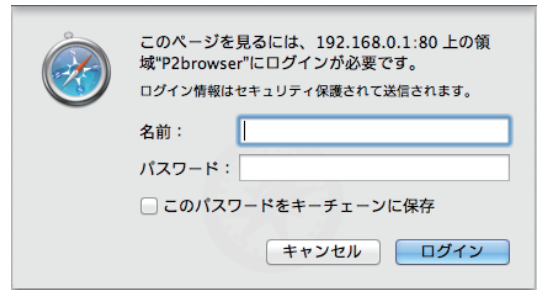 このページを見るには、192.168.0.1:80 上の領
域"P2browser"にログインが必要です。
ログイン情報はセキュリティ保護されて送信されます。
名前：
パスワード：
このパスワードをキーチェーンに保存
キャンセル
ログイン